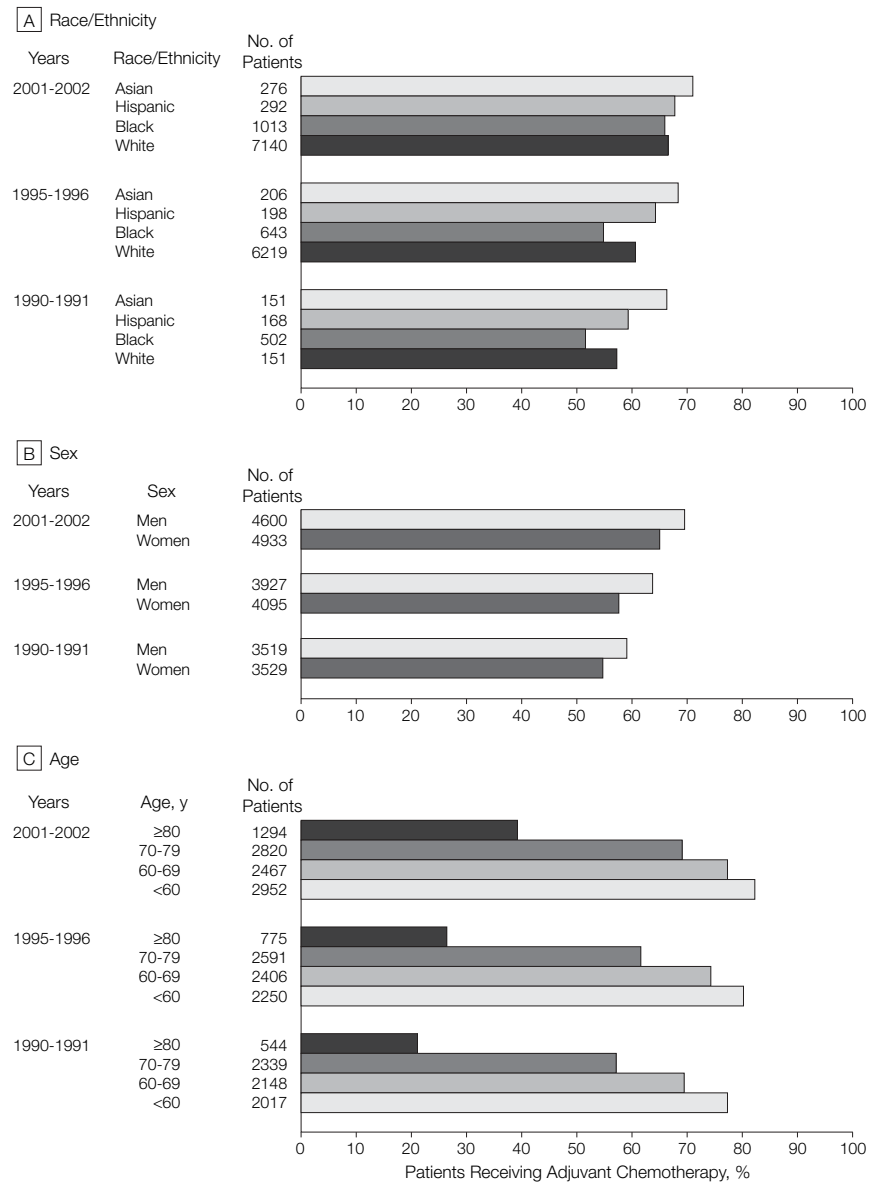 A Race/Ethnicity
Years Race/Ethnicity No. of Patients
2001-2002 Asian 276
Hispanic 292
Black 1013
White 7140
1995-1996 Asian 206
Hispanic 198
Black 643
White 6219
1990-1991 Asian 151
Hispanic 168
Black 502
White 151
0 10 20 30 40 50 60 70 80 90 100
B Sex
Years Sex No. of Patients
2001-2002 Men 4600
Women 4933
1995-1996 Men 3927
Women 4095
1990-1991 Men 3519
Women 3529
0 10 20 30 40 50 60 70 80 90 100
C Age
Years Age, y No. of Patients
2001-2002 ≥80 1294
70-79 2820
60-69 2467
<60 2952
1995-1996 ≥80 775
70-79 2591
60-69 2406
<60 2250
1990-1991 ≥80 544
70-79 2339
60-69 2148
<60 2017
0 10 20 30 40 50 60 70 80 90 100
Patients Receiving Adjuvant Chemotherapy, %